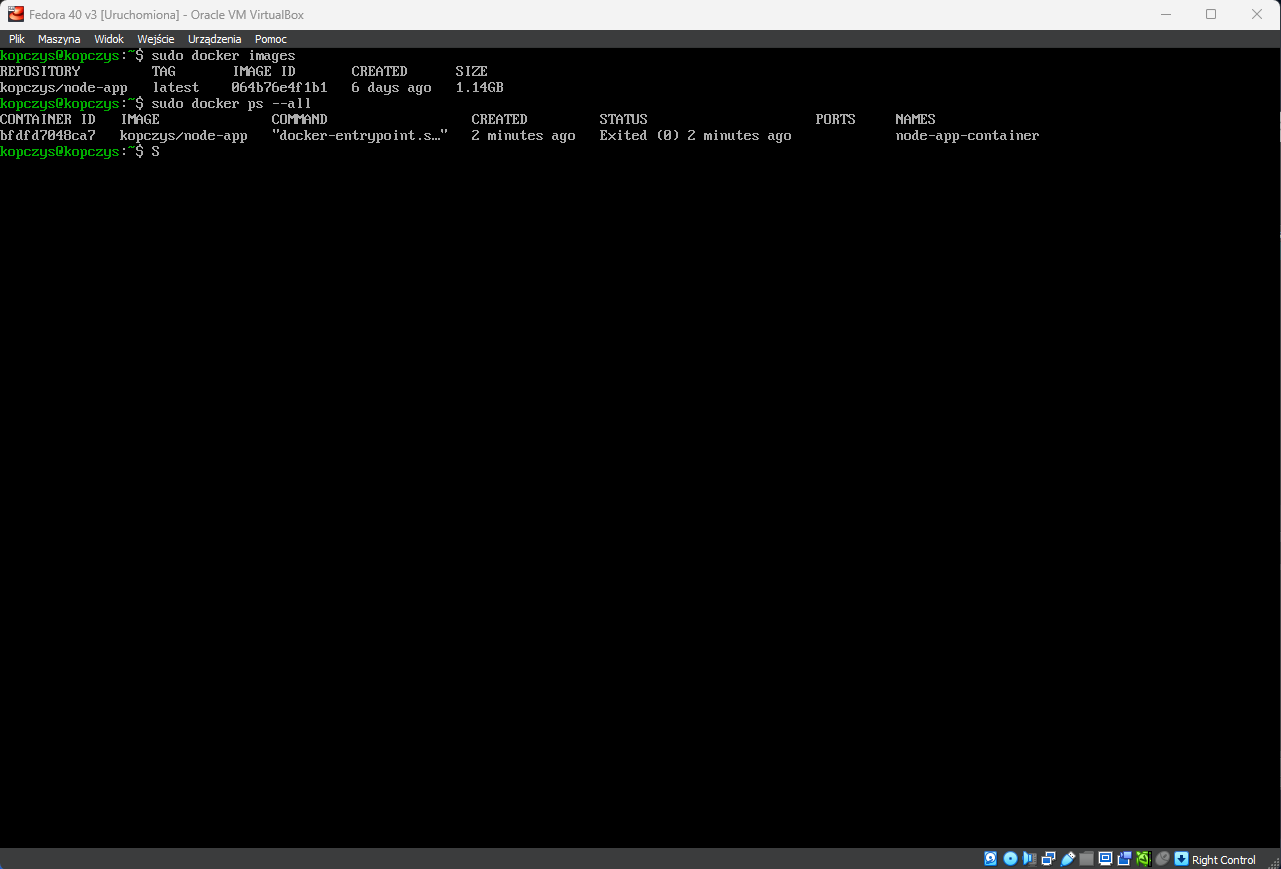 Fedora 40 v3 [Uruchomiona] - Oracle VM VirtualBox
Plik Maszyna Widok Wejście Urządzenia Pomoc
kopczys@kopczys:~$ sudo docker images
REPOSITORY TAG IMAGE ID CREATED SIZE
kopczys/node-app latest 064b76e4f1b1 6 days ago 1.14GB
kopczys@kopczys:~$ sudo docker ps --all
CONTAINER ID IMAGE COMMAND CREATED STATUS PORTS NAMES
bfdfd7048ca7 kopczys/node-app "docker-entrypoint.s…" 2 minutes ago Exited (0) 2 minutes ago node-app-container
kopczys@kopczys:~$ S
Right Control